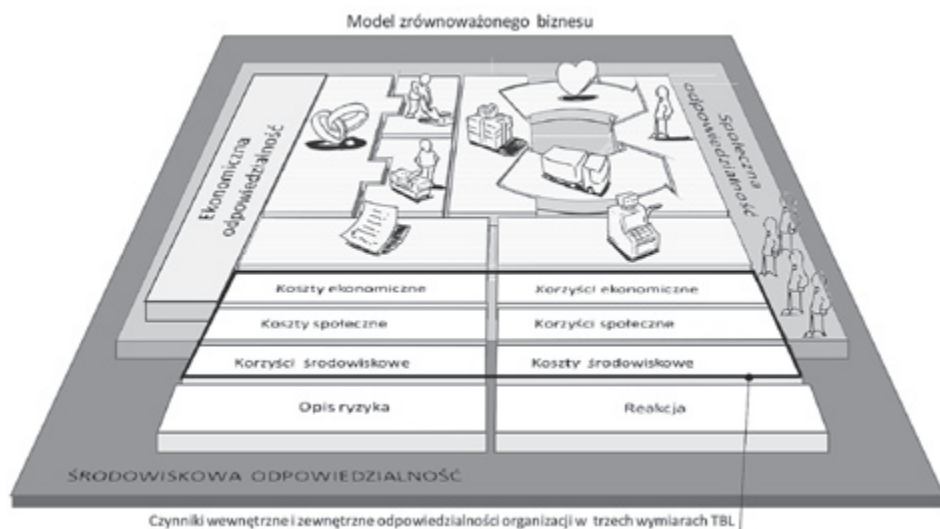 Model zrównoważonego biznesu
Ekonomiczna
odpowiedzialność
Społeczna
odpowiedzialność
Koszty ekonomiczne
Korzyści ekonomiczne
Koszty społeczne
Korzyści społeczne
Korzyści środowiskowe
Koszty środowiskowe
Opis ryzyka
Reakcja
ŚRODOWISKOWA ODPOWIEDZIALNOŚĆ
Czynniki wewnętrzne i zewnętrzne odpowiedzialności organizacji w trzech wymiarach TBL